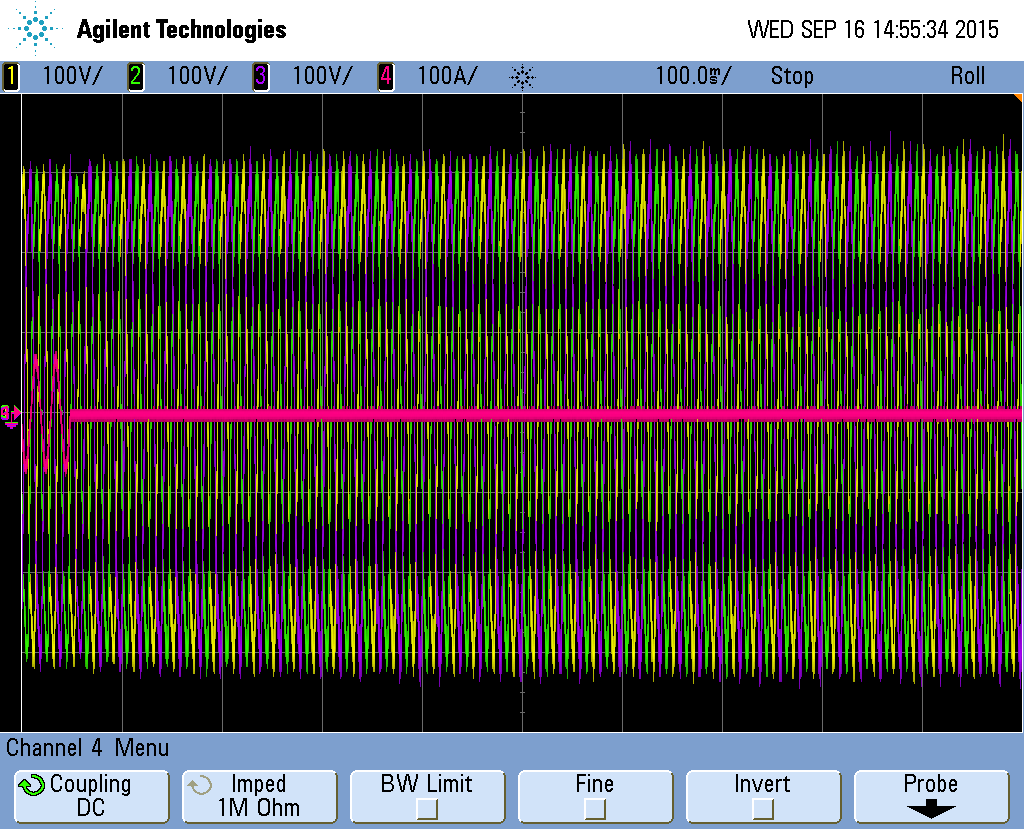 Agilent Technologies WED SEP 16 14:55:34 2015
1 100V/ 2 100V/ 3 100V/ 4 100A/ 100.0ms/ Stop Roll
Channel 4 Menu
Coupling Imped BW Limit Fine Invert Probe
DC 1M Ohm